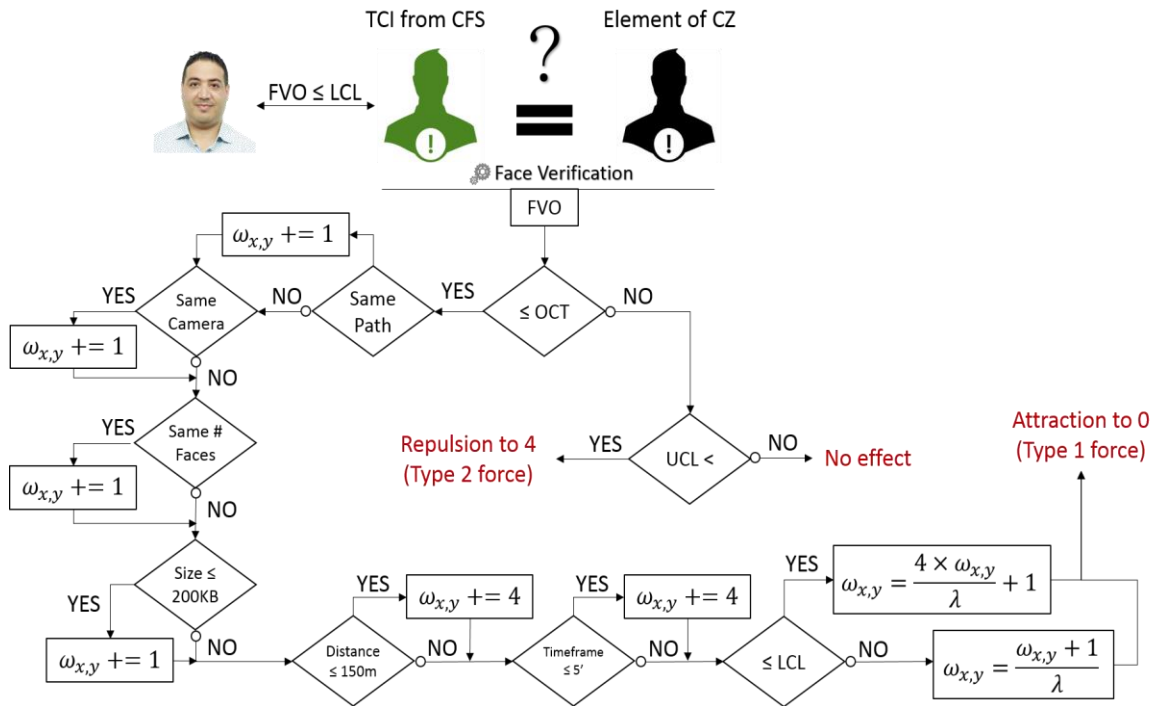 TCI from CFS
Element of CZ
?
FVO ≤ LCL
=
!
!
Face Verification
FVO
ω_{x,y} += 1
YES
Same
Camera
NO
Same
Path
YES
≤ OCT
NO
ω_{x,y} += 1
NO
YES
Same #
Faces
ω_{x,y} += 1
NO
Repulsion to 4
(Type 2 force)
YES
UCL <
NO
No effect
Attraction to 0
(Type 1 force)
Size ≤
200KB
YES
ω_{x,y} += 1
NO
YES
ω_{x,y} += 4
Distance
≤ 150m
NO
YES
ω_{x,y} += 4
Timeframe
≤ 5'
NO
YES
≤ LCL
NO
ω_{x,y} = \frac{4 × ω_{x,y}}{λ} + 1
ω_{x,y} = \frac{ω_{x,y} + 1}{λ}